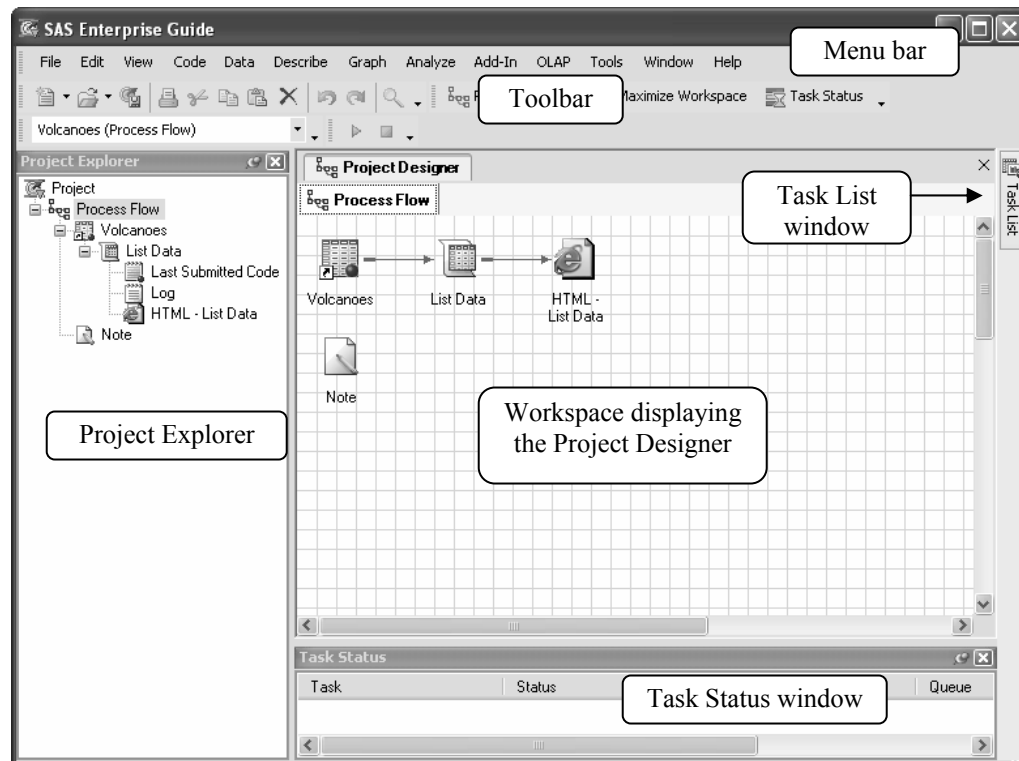 SAS Enterprise Guide
File Edit View Code Data Describe Graph Analyze Add-In OLAP Tools Window Help
Menu bar
Toolbar
Maximize Workspace Task Status
Volcanoes (Process Flow)
Project Explorer
Project
Process Flow
Volcanoes
List Data
Last Submitted Code
Log
HTML - List Data
Note
Project Explorer
Project Designer
Process Flow
Task List
window
Task List
Volcanoes
List Data
HTML -
List Data
Note
Workspace displaying
the Project Designer
Task Status
Task Status Queue
Task Status window